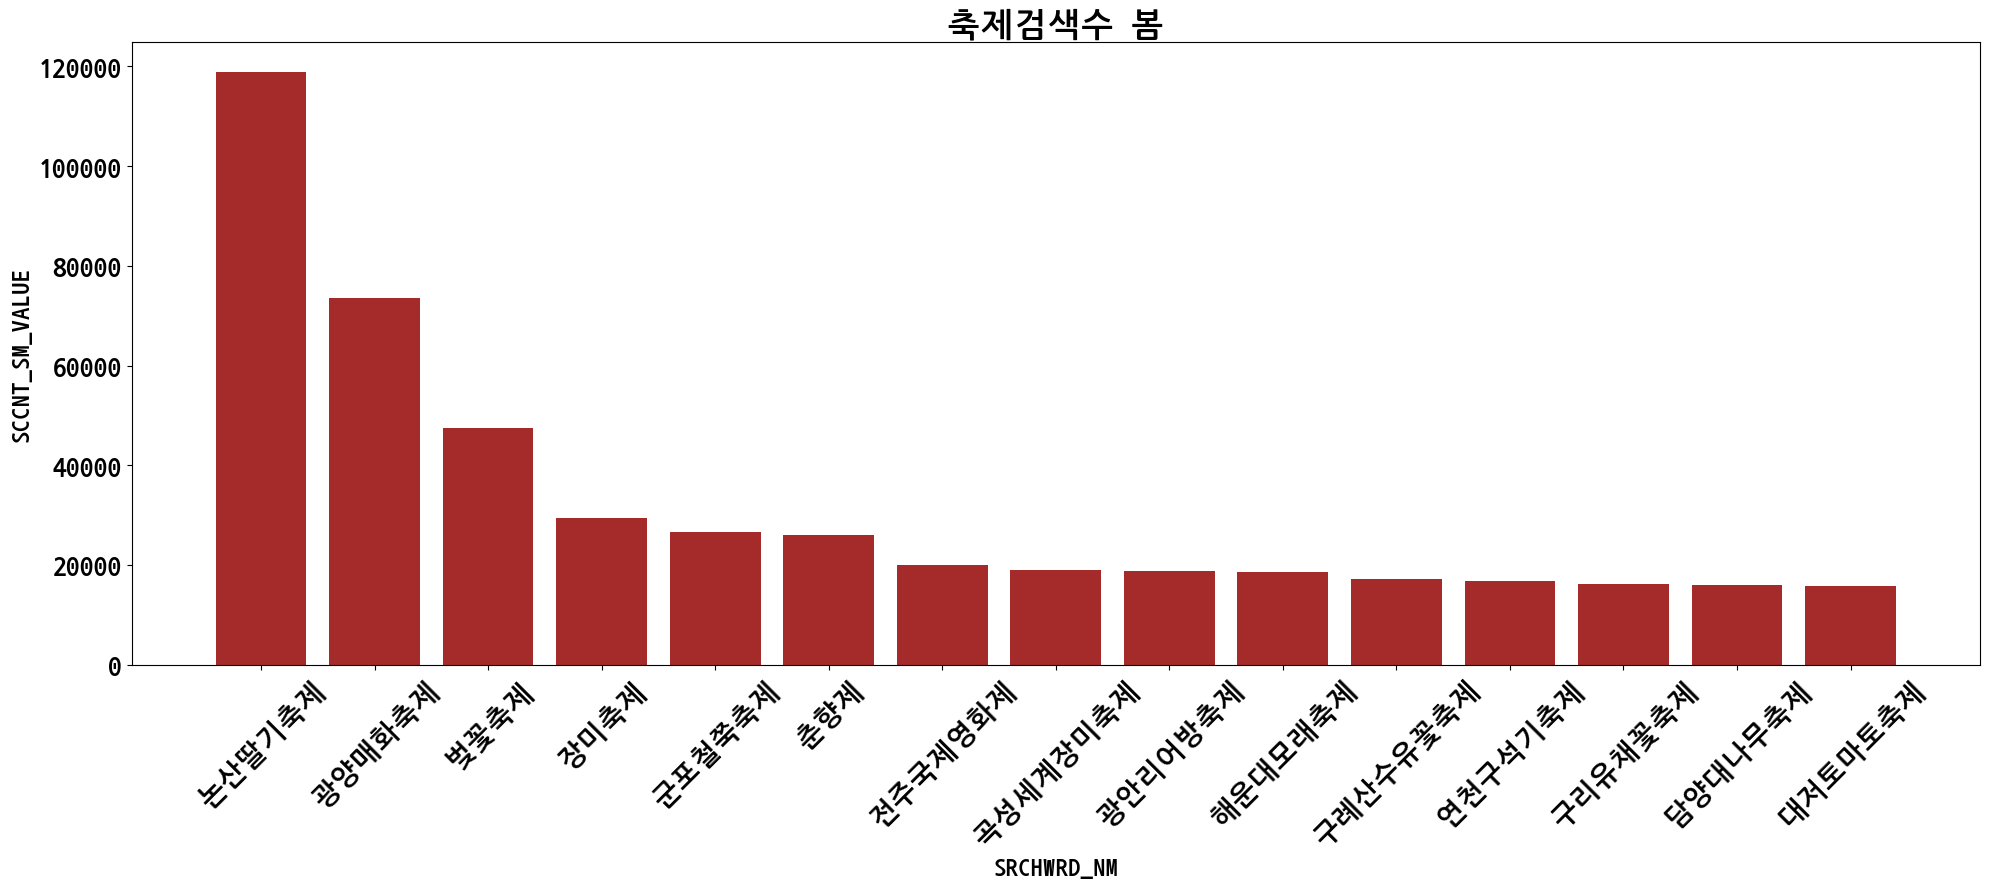 축제검색수 봄
120000
100000
80000
60000
40000
20000
0
SCCNT_SM_VALUE
논산딸기축제
광양매화축제
벚꽃축제
장미축제
군포철쭉축제
춘향제
전주국제영화제
곡성세계장미축제
광안리어방축제
해운대모래축제
구례산수유꽃축제
연천구석기축제
구리유채꽃축제
담양대나무축제
대저토마토축제
SRCHWRD_NM